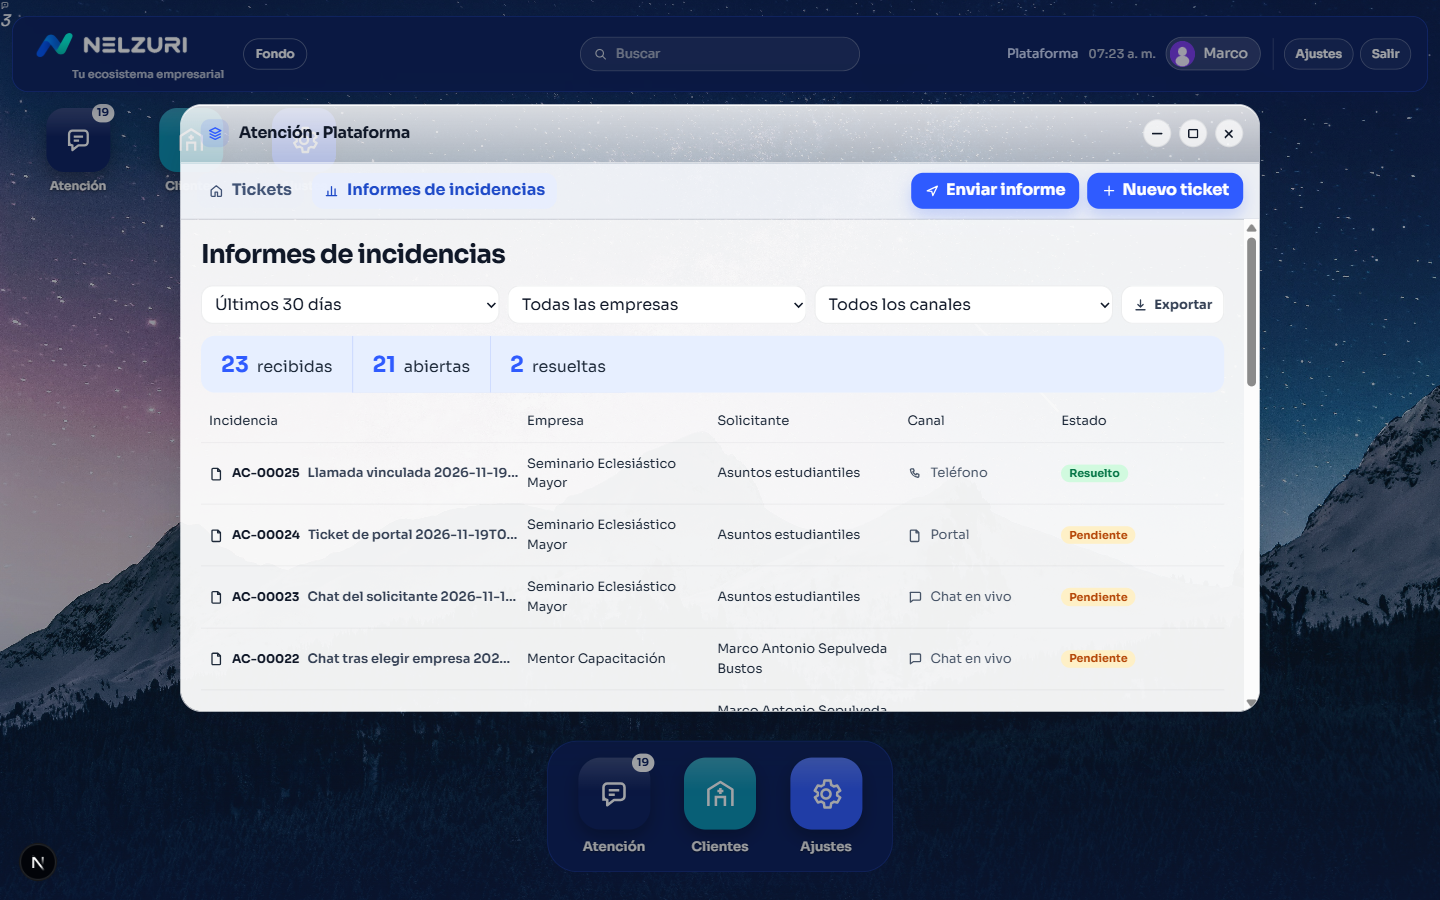 3
NELZURI
Tu ecosistema empresarial
Fondo
Buscar
Plataforma 07:23 a. m. Marco Ajustes Salir
19
Atención
Atención · Plataforma
Tickets Informes de incidencias Enviar informe + Nuevo ticket
Informes de incidencias
Últimos 30 días Todas las empresas Todos los canales Exportar
23 recibidas 21 abiertas 2 resueltas
Incidencia Empresa Solicitante Canal Estado
AC-00025 Llamada vinculada 2026-11-19... Seminario Eclesiástico Mayor Asuntos estudiantiles Teléfono Resuelto
AC-00024 Ticket de portal 2026-11-19T0... Seminario Eclesiástico Mayor Asuntos estudiantiles Portal Pendiente
AC-00023 Chat del solicitante 2026-11-1... Seminario Eclesiástico Mayor Asuntos estudiantiles Chat en vivo Pendiente
AC-00022 Chat tras elegir empresa 202... Mentor Capacitación Marco Antonio Sepulveda Bustos Chat en vivo Pendiente
Marco Antonio Sepulveda
19
Atención Clientes Ajustes
N